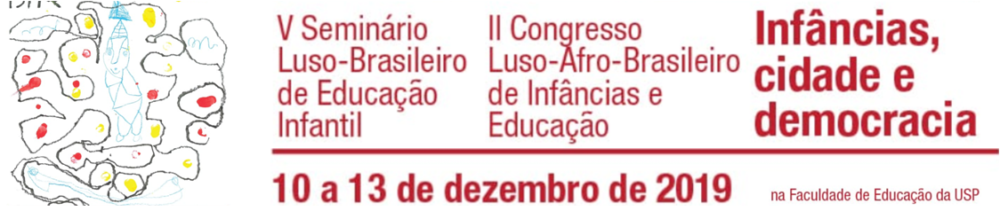 V Seminário
Luso-Brasileiro
de Educação
Infantil
II Congresso
Luso-Afro-Brasileiro
de Infâncias e
Educação
Infâncias,
cidade e
democracia
10 a 13 de dezembro de 2019
na Faculdade de Educação da USP